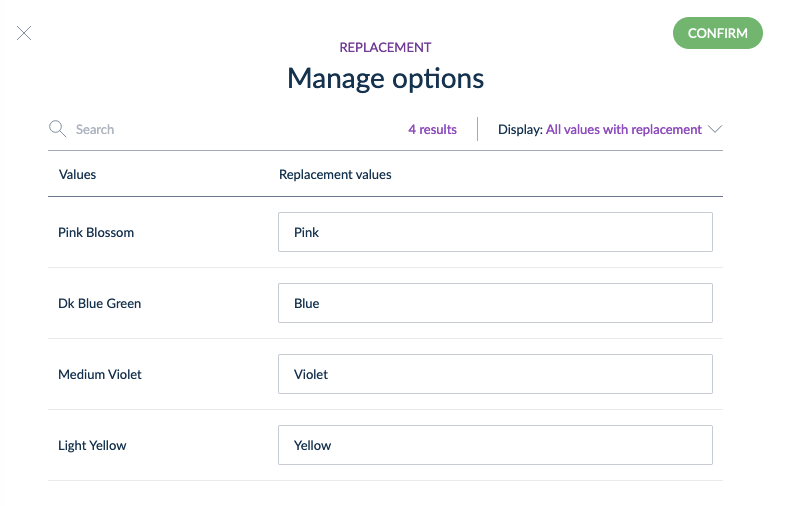 CONFIRM
REPLACEMENT
Manage options
Search 4 results Display: All values with replacement
Values Replacement values
Pink Blossom Pink
Dk Blue Green Blue
Medium Violet Violet
Light Yellow Yellow